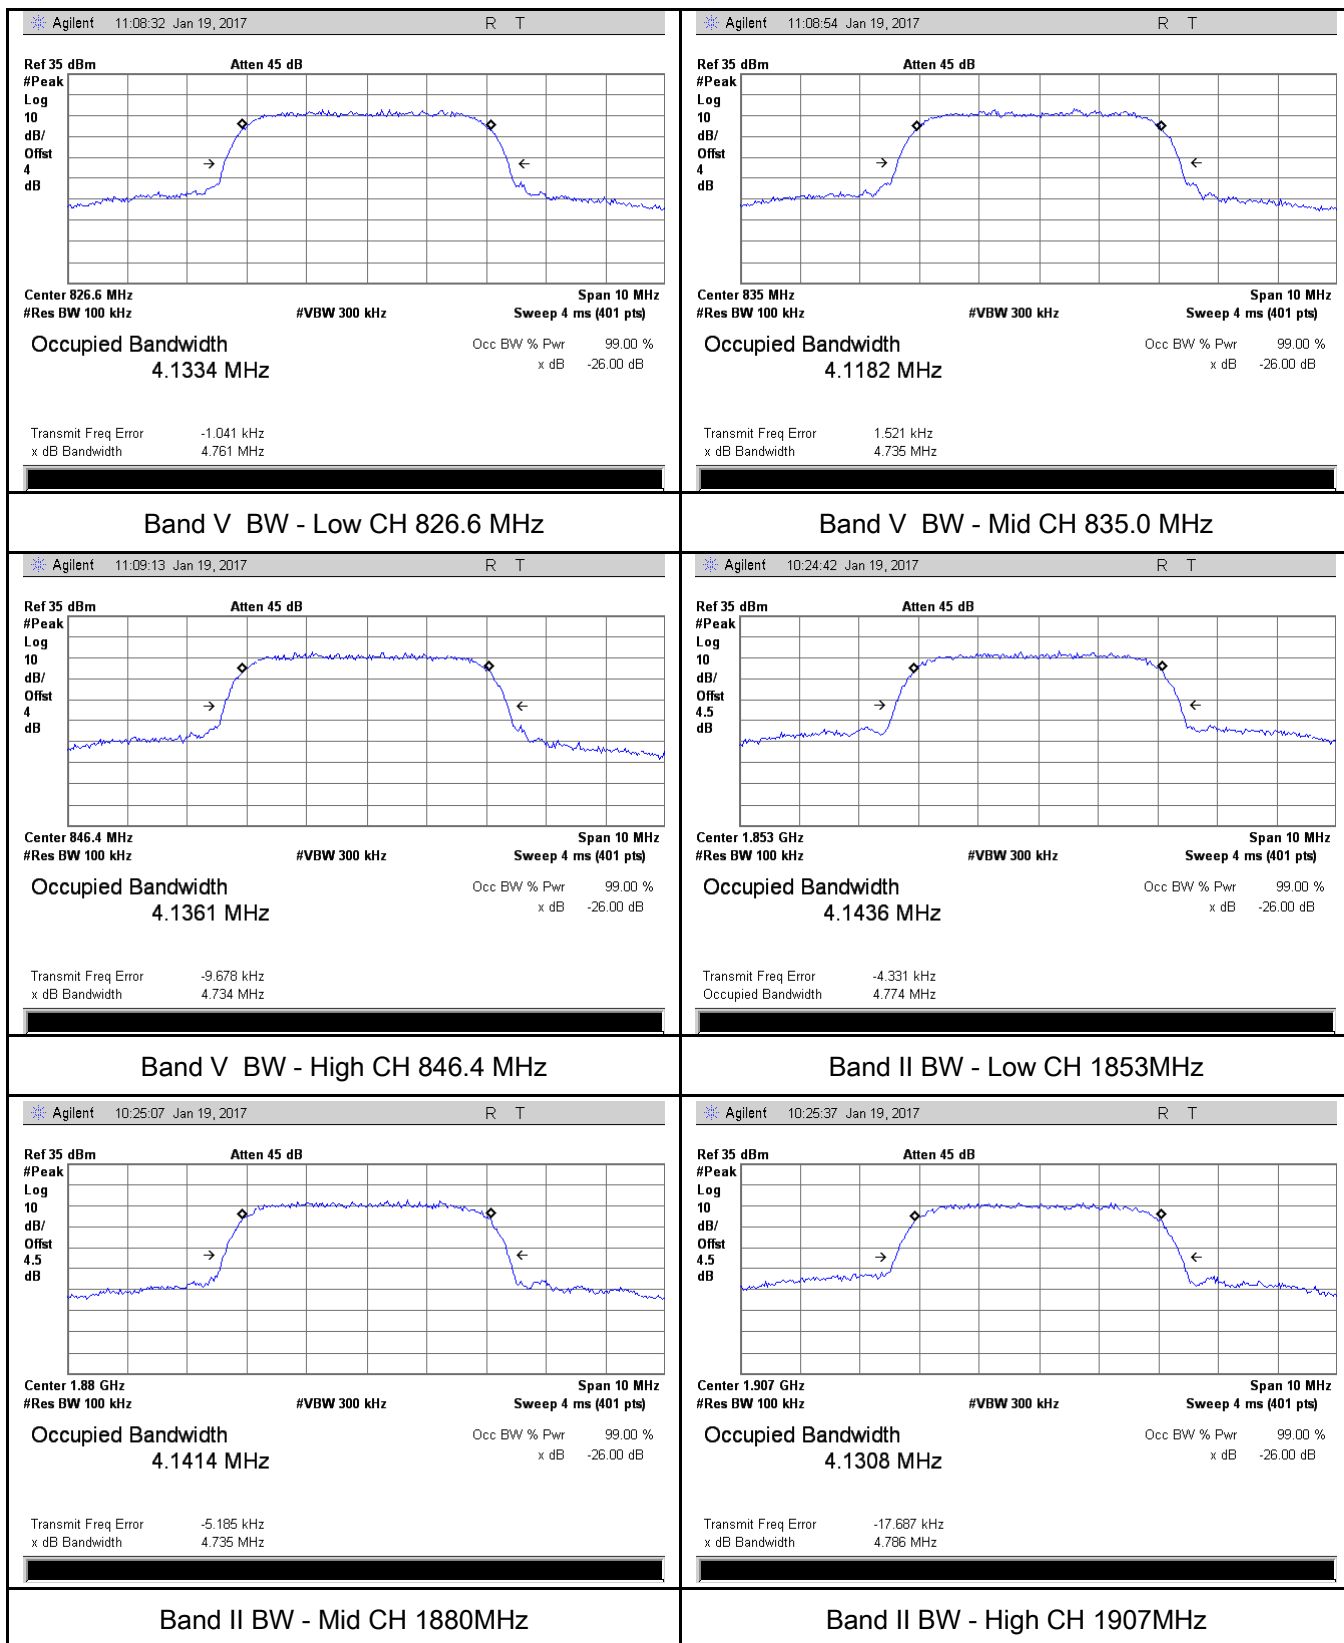 Agilent 11:08:32 Jan 19, 2017 R T
Ref 35 dBm Atten 45 dB
#Peak
Log
10
dB/
Offst
4
dB
Center 826.6 MHz Span 10 MHz
#Res BW 100 kHz #VBW 300 kHz Sweep 4 ms (401 pts)
Occupied Bandwidth Occ BW % Pwr 99.00 %
4.1334 MHz x dB -26.00 dB
Transmit Freq Error -1.041 kHz
x dB Bandwidth 4.761 MHz
Band V BW - Low CH 826.6 MHz
Agilent 11:08:54 Jan 19, 2017 R T
Ref 35 dBm Atten 45 dB
#Peak
Log
10
dB/
Offst
4
dB
Center 835 MHz Span 10 MHz
#Res BW 100 kHz #VBW 300 kHz Sweep 4 ms (401 pts)
Occupied Bandwidth Occ BW % Pwr 99.00 %
4.1182 MHz x dB -26.00 dB
Transmit Freq Error 1.521 kHz
x dB Bandwidth 4.735 MHz
Band V BW - Mid CH 835.0 MHz
Agilent 11:09:13 Jan 19, 2017 R T
Ref 35 dBm Atten 45 dB
#Peak
Log
10
dB/
Offst
4
dB
Center 846.4 MHz Span 10 MHz
#Res BW 100 kHz #VBW 300 kHz Sweep 4 ms (401 pts)
Occupied Bandwidth Occ BW % Pwr 99.00 %
4.1361 MHz x dB -26.00 dB
Transmit Freq Error -9.678 kHz
x dB Bandwidth 4.734 MHz
Band V BW - High CH 846.4 MHz
Agilent 10:24:42 Jan 19, 2017 R T
Ref 35 dBm Atten 45 dB
#Peak
Log
10
dB/
Offst
4.5
dB
Center 1.853 GHz Span 10 MHz
#Res BW 100 kHz #VBW 300 kHz Sweep 4 ms (401 pts)
Occupied Bandwidth Occ BW % Pwr 99.00 %
4.1436 MHz x dB -26.00 dB
Transmit Freq Error -4.331 kHz
Occupied Bandwidth 4.774 MHz
Band II BW - Low CH 1853MHz
Agilent 10:25:07 Jan 19, 2017 R T
Ref 35 dBm Atten 45 dB
#Peak
Log
10
dB/
Offst
4.5
dB
Center 1.88 GHz Span 10 MHz
#Res BW 100 kHz #VBW 300 kHz Sweep 4 ms (401 pts)
Occupied Bandwidth Occ BW % Pwr 99.00 %
4.1414 MHz x dB -26.00 dB
Transmit Freq Error -5.185 kHz
x dB Bandwidth 4.735 MHz
Band II BW - Mid CH 1880MHz
Agilent 10:25:37 Jan 19, 2017 R T
Ref 35 dBm Atten 45 dB
#Peak
Log
10
dB/
Offst
4.5
dB
Center 1.907 GHz Span 10 MHz
#Res BW 100 kHz #VBW 300 kHz Sweep 4 ms (401 pts)
Occupied Bandwidth Occ BW % Pwr 99.00 %
4.1308 MHz x dB -26.00 dB
Transmit Freq Error -17.687 kHz
x dB Bandwidth 4.786 MHz
Band II BW - High CH 1907MHz